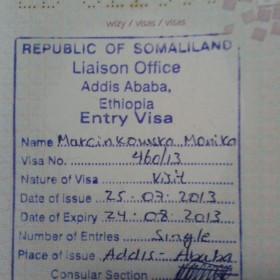 wizy / visas / visas
REPUBLIC OF SOMALILAND
Liaison Office
Addis Ababa,
Ethiopia
Entry Visa
Name Marcinkowska Monika
Visa No. 460/13
Nature of Visa Visit
Date of Issue 25-07-2013
Date of Expiry 24-08-2013
Number of Entries Single
Place of Issue Addis-Ababa
Consular Section